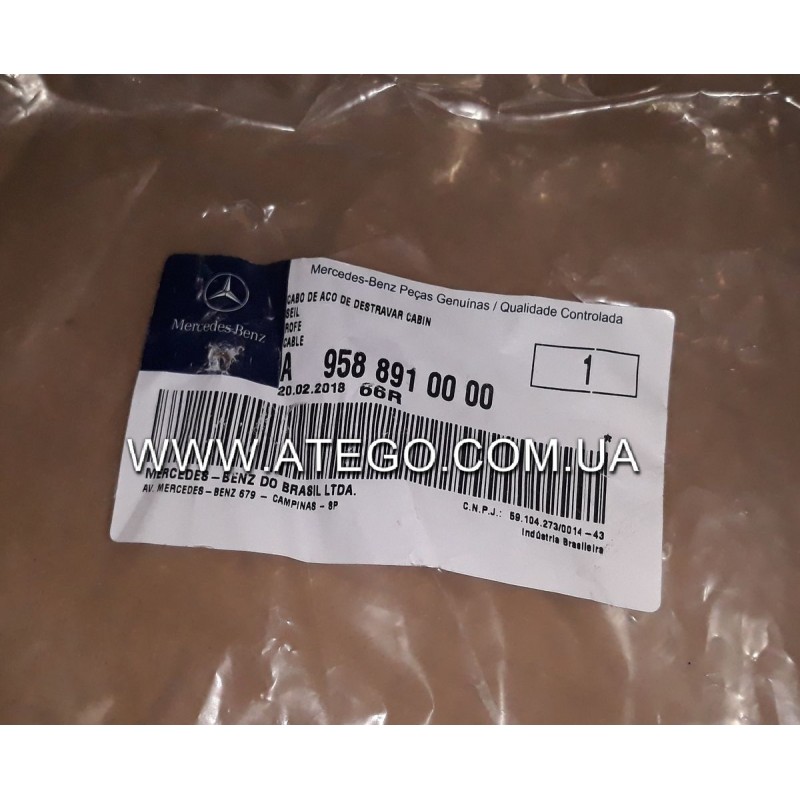 Mercedes-Benz Peças Genuínas / Qualidade Controlada
Mercedes-Benz
CABO DE ACO DE DESTRAVAR CABIN
SEIL
ROPE
CABLE
A 958 891 00 00
1
20.02.2018 66R
*
WWW.ATEGO.COM.UA
MERCEDES-BENZ DO BRASIL LTDA.
AV. MERCEDES-BENZ 679 - CAMPINAS - SP
C.N.P.J.: 59.104.273/0014-43
Indústria Brasileira